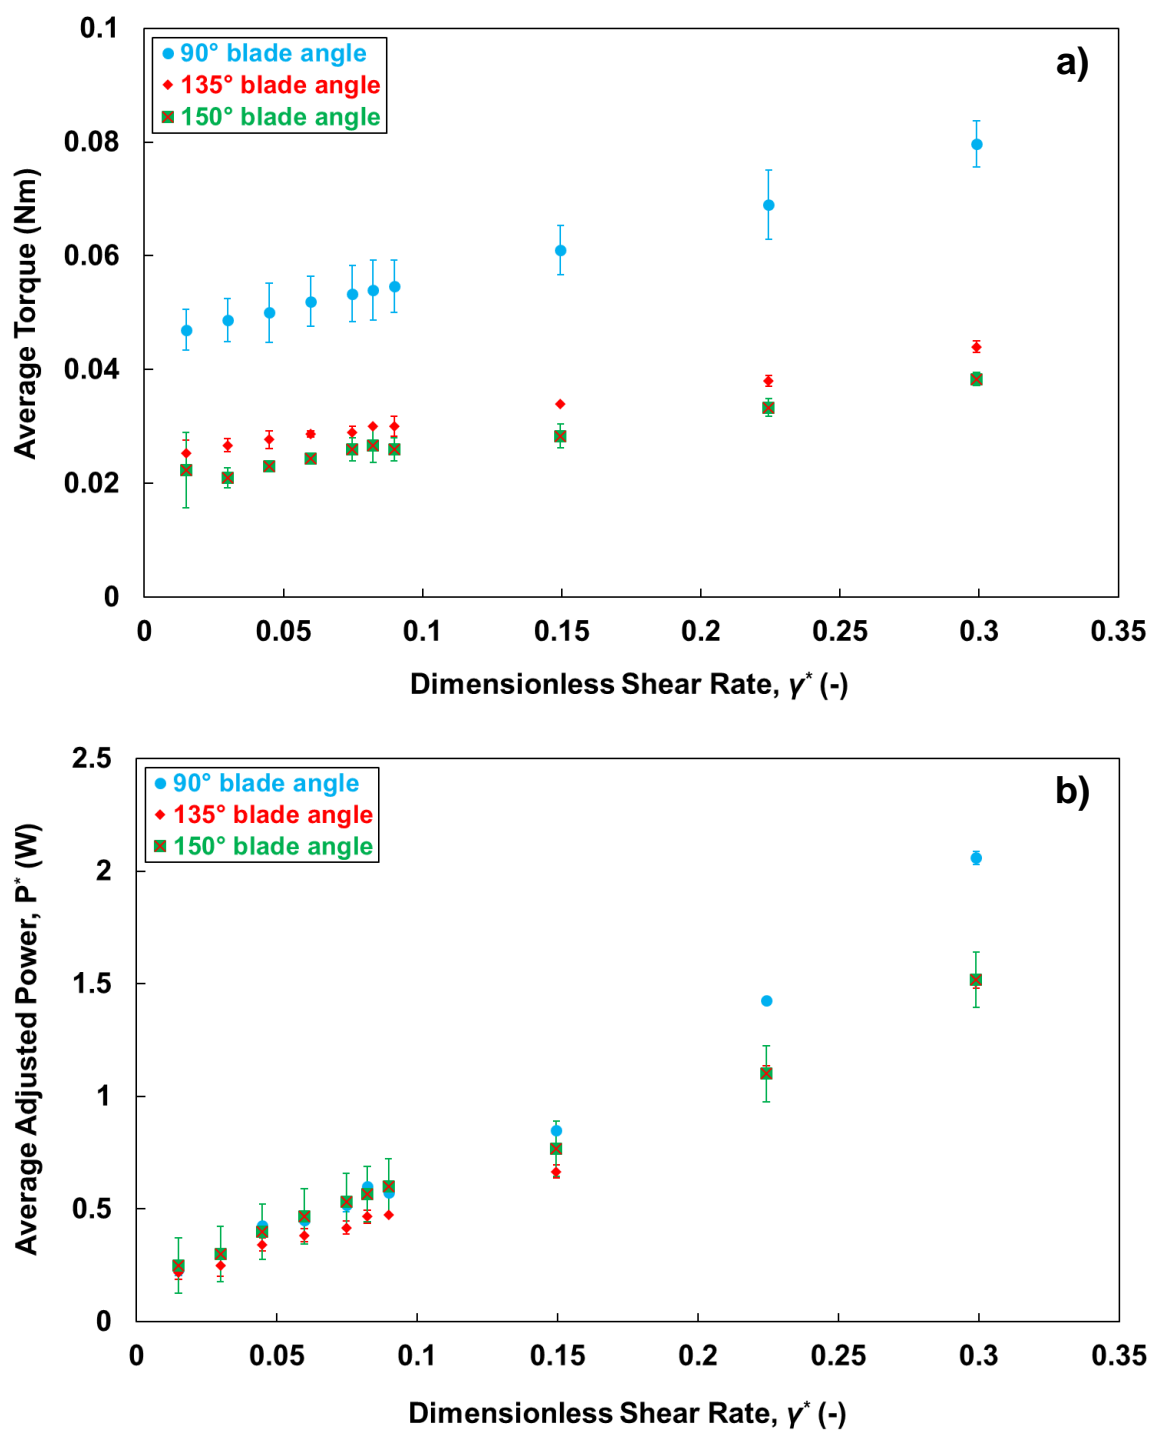 a)
90° blade angle
135° blade angle
150° blade angle
Average Torque (Nm)
0.1
0.08
0.06
0.04
0.02
0
0 0.05 0.1 0.15 0.2 0.25 0.3 0.35
Dimensionless Shear Rate, γ* (-)
b)
90° blade angle
135° blade angle
150° blade angle
Average Adjusted Power, P* (W)
2.5
2
1.5
1
0.5
0
0 0.05 0.1 0.15 0.2 0.25 0.3 0.35
Dimensionless Shear Rate, γ* (-)